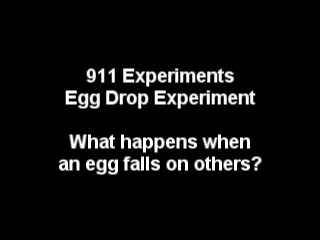 911 Experiments
Egg Drop Experiment
What happens when
an egg falls on others?